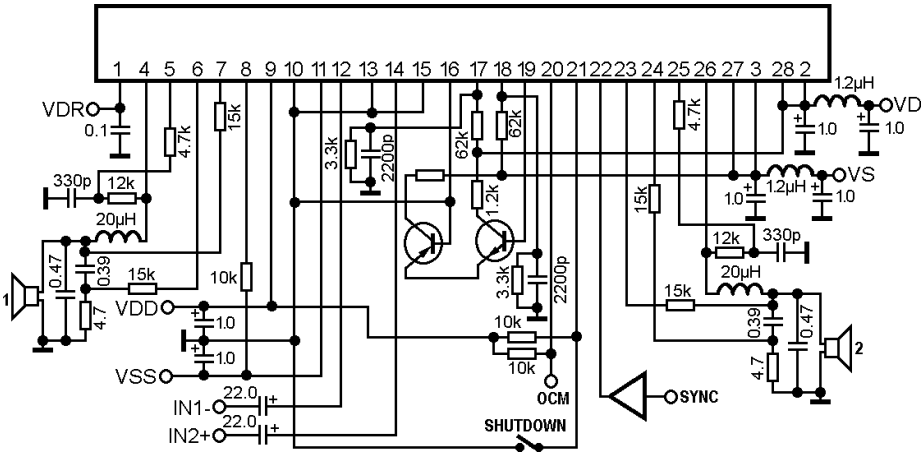 1 4 5 6 7 8 9 10 11 12 13 14 15 16 17 18 19 20 21 22 23 24 25 26 27 3 28 2
VDR
0.1
4.7k
15k
330p
12k
20µH
1
0.47
0.39
4.7
15k
10k
VDD
1.0
1.0
VSS
22.0
IN1-
22.0
IN2+
3.3k
2200p
62k
62k
1.2k
3.3k
2200p
10k
10k
OCM
SHUTDOWN
SYNC
4.7k
15k
12k
330p
20µH
15k
0.39
0.47
4.7
2
1.2µH
VD
1.0
1.0
VS
1.2µH
1.0
1.0
+
+
+
+
+
+
+
+